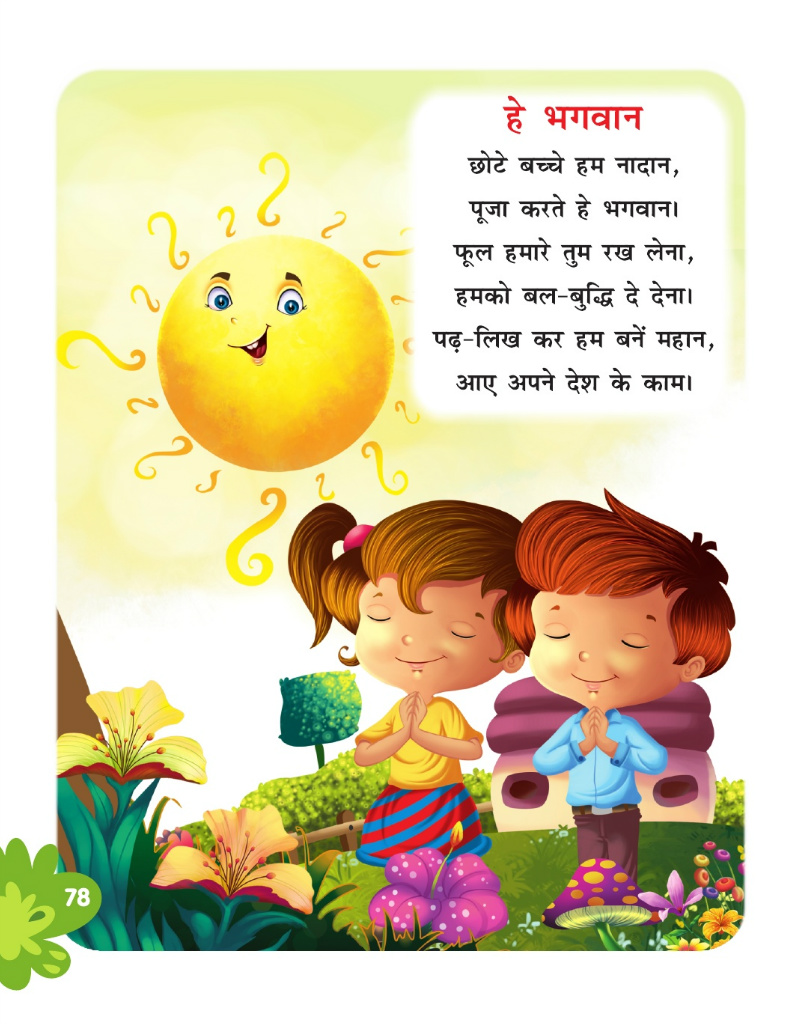 हे भगवान
छोटे बच्चे हम नादान,
पूजा करते हे भगवान।
फूल हमारे तुम रख लेना,
हमको बल-बुद्धि दे देना।
पढ़-लिख कर हम बनें महान,
आए अपने देश के काम।
78